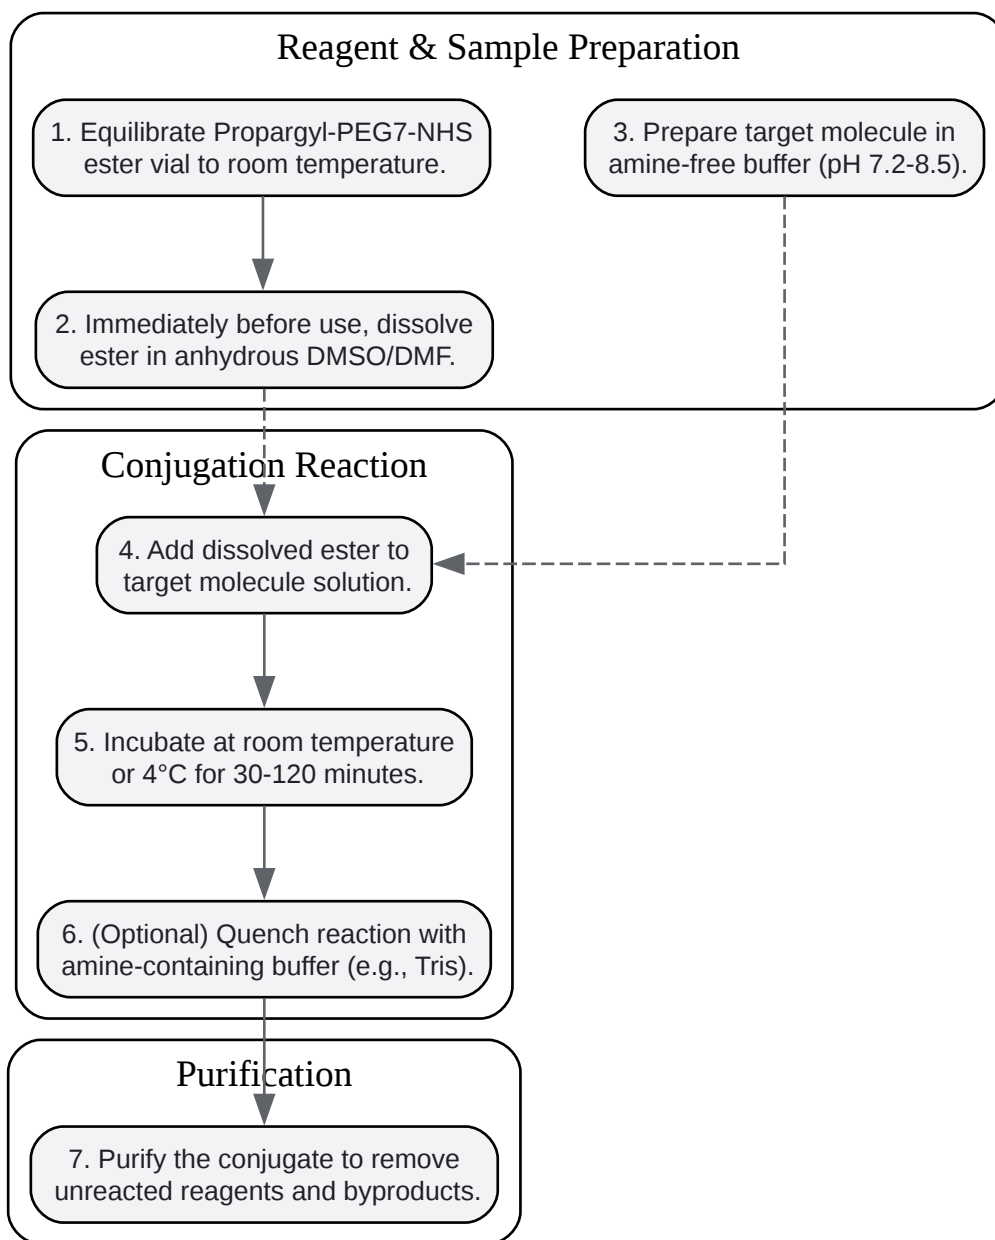 Reagent & Sample Preparation
1. Equilibrate Propargyl-PEG7-NHS
ester vial to room temperature.
3. Prepare target molecule in
amine-free buffer (pH 7.2-8.5).
2. Immediately before use, dissolve
ester in anhydrous DMSO/DMF.
Conjugation Reaction
4. Add dissolved ester to
target molecule solution.
5. Incubate at room temperature
or 4°C for 30-120 minutes.
6. (Optional) Quench reaction with
amine-containing buffer (e.g., Tris).
Purification
7. Purify the conjugate to remove
unreacted reagents and byproducts.